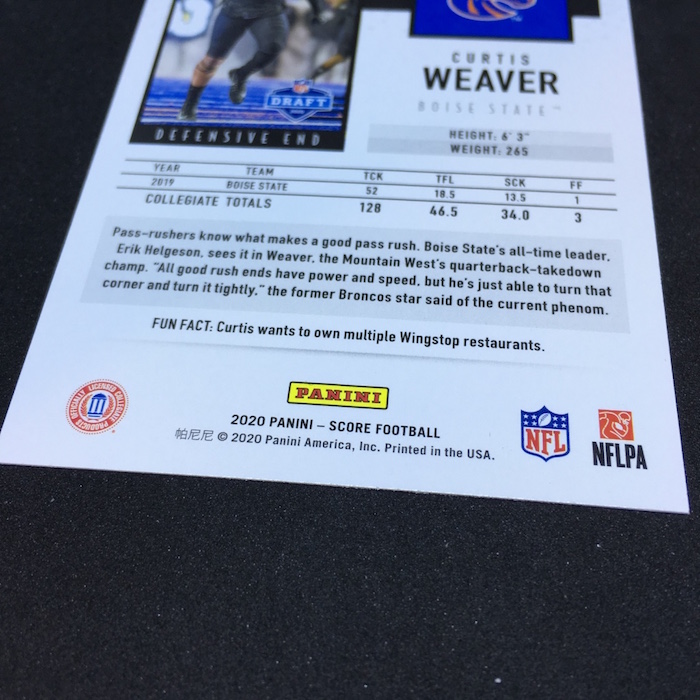 DRAFT
DEFENSIVE END
CURTIS
WEAVER
BOISE STATE™
HEIGHT: 6' 3"
WEIGHT: 265
YEAR TEAM TCK TFL SCK FF
2019 BOISE STATE 52 18.5 13.5 1
COLLEGIATE TOTALS 128 46.5 34.0 3
Pass-rushers know what makes a good pass rush. Boise State's all-time leader,
Erik Helgeson, sees it in Weaver, the Mountain West's quarterback-takedown
champ. "All good rush ends have power and speed, but he's just able to turn that
corner and turn it tightly," the former Broncos star said of the current phenom.
FUN FACT: Curtis wants to own multiple Wingstop restaurants.
PANINI
2020 PANINI – SCORE FOOTBALL
帕尼尼 © 2020 Panini America, Inc. Printed in the USA.
OFFICIALLY LICENSED COLLEGIATE PRODUCTS
NFL
NFLPA